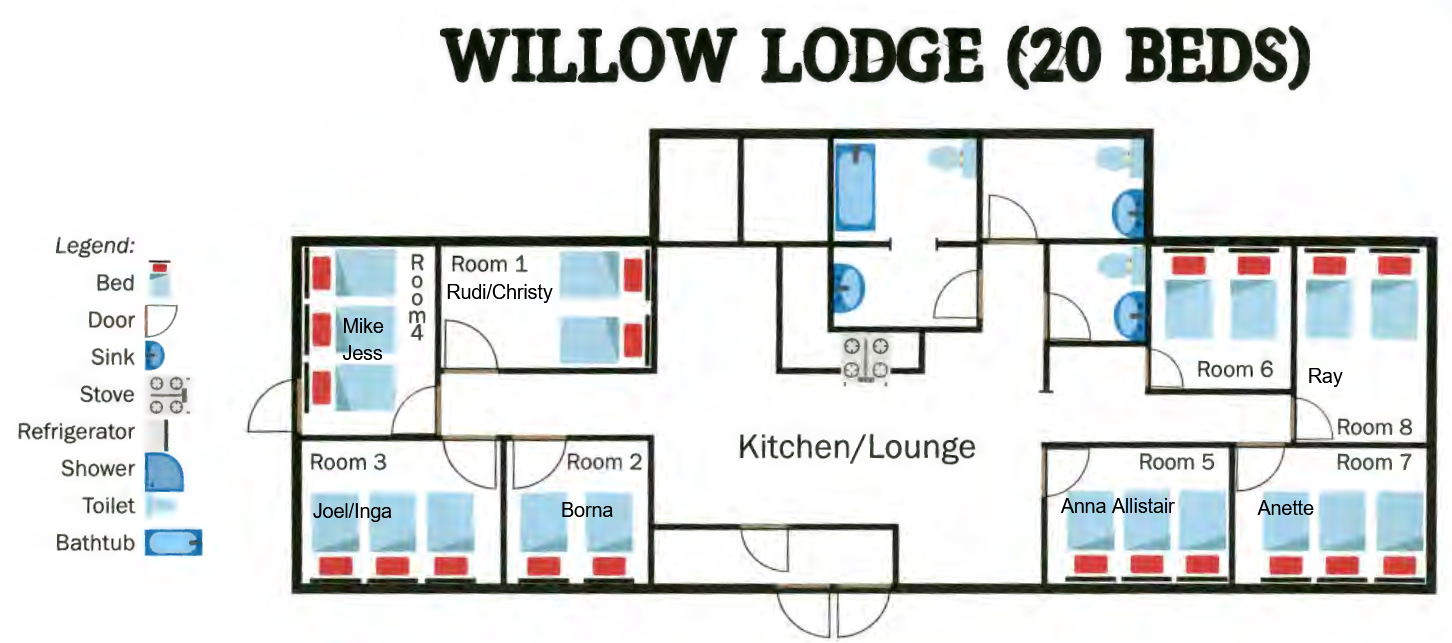 WILLOW LODGE (20 BEDS)
Legend:
Bed
Door
Sink
Stove
Refrigerator
Shower
Toilet
Bathtub
Room4
Mike
Jess
Room 1
Rudi/Christy
Room 3
Joel/Inga
Room 2
Borna
Kitchen/Lounge
Room 6
Ray
Room 8
Room 5
Anna Allistair
Room 7
Anette